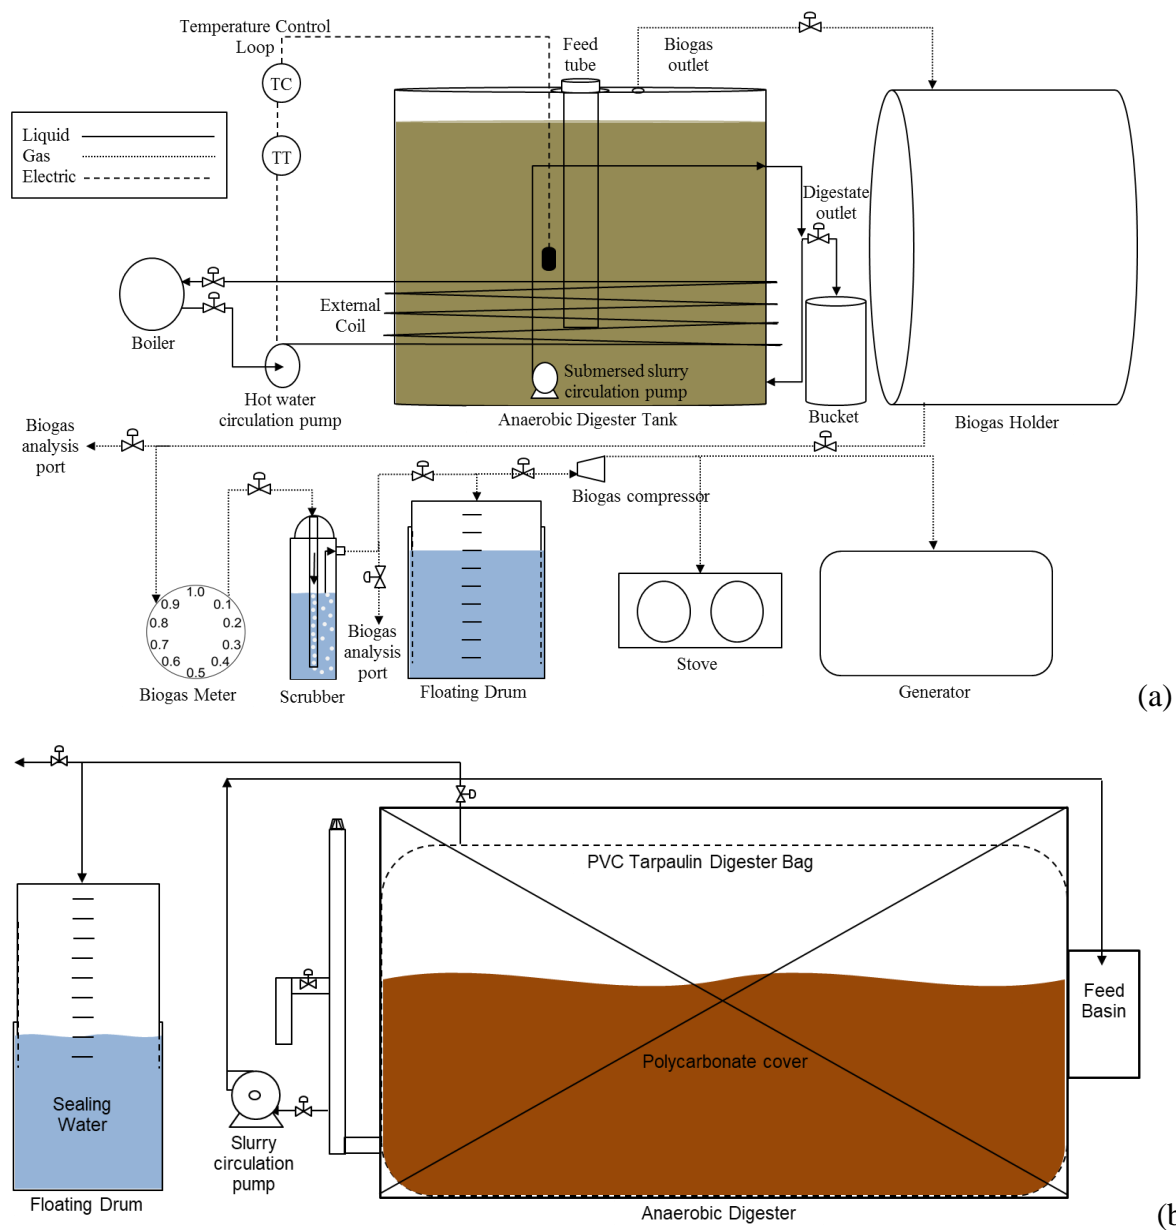 Temperature Control
Loop
TC
TT
Feed
tube
Biogas
outlet
Liquid
Gas
Electric
Digestate
outlet
Boiler
External
Coil
Hot water
circulation pump
Submersed slurry
circulation pump
Anaerobic Digester Tank
Bucket
Biogas Holder
Biogas
analysis
port
Biogas compressor
1.0
0.9
0.1
0.8
0.2
0.7
0.3
0.6
0.4
0.5
Biogas Meter
Scrubber
Biogas
analysis
port
Floating Drum
Stove
Generator
(a)
PVC Tarpaulin Digester Bag
Feed
Basin
Polycarbonate cover
Sealing
Water
Slurry
circulation
pump
Floating Drum
Anaerobic Digester
(b